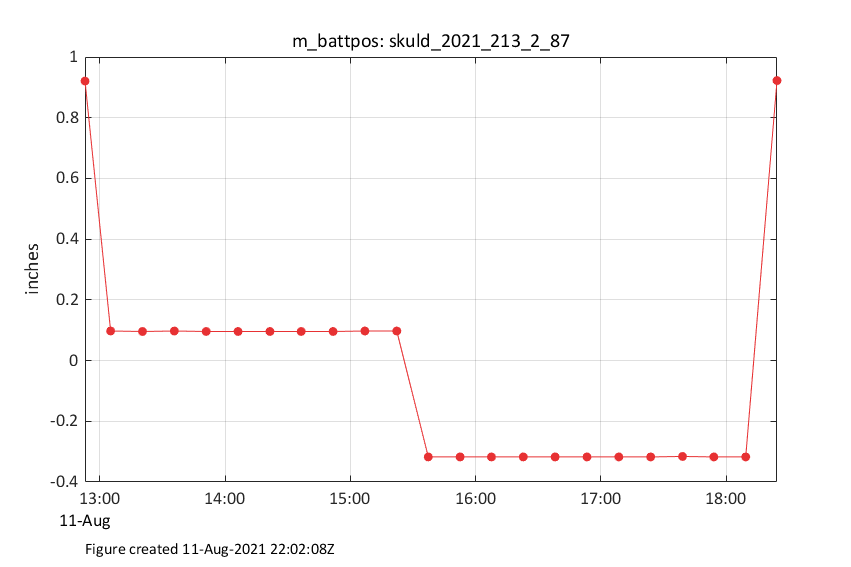 m_battpos: skuld_2021_213_2_87
1
0.8
0.6
0.4
0.2
0
-0.2
-0.4
inches
13:00 14:00 15:00 16:00 17:00 18:00
11-Aug
Figure created 11-Aug-2021 22:02:08Z